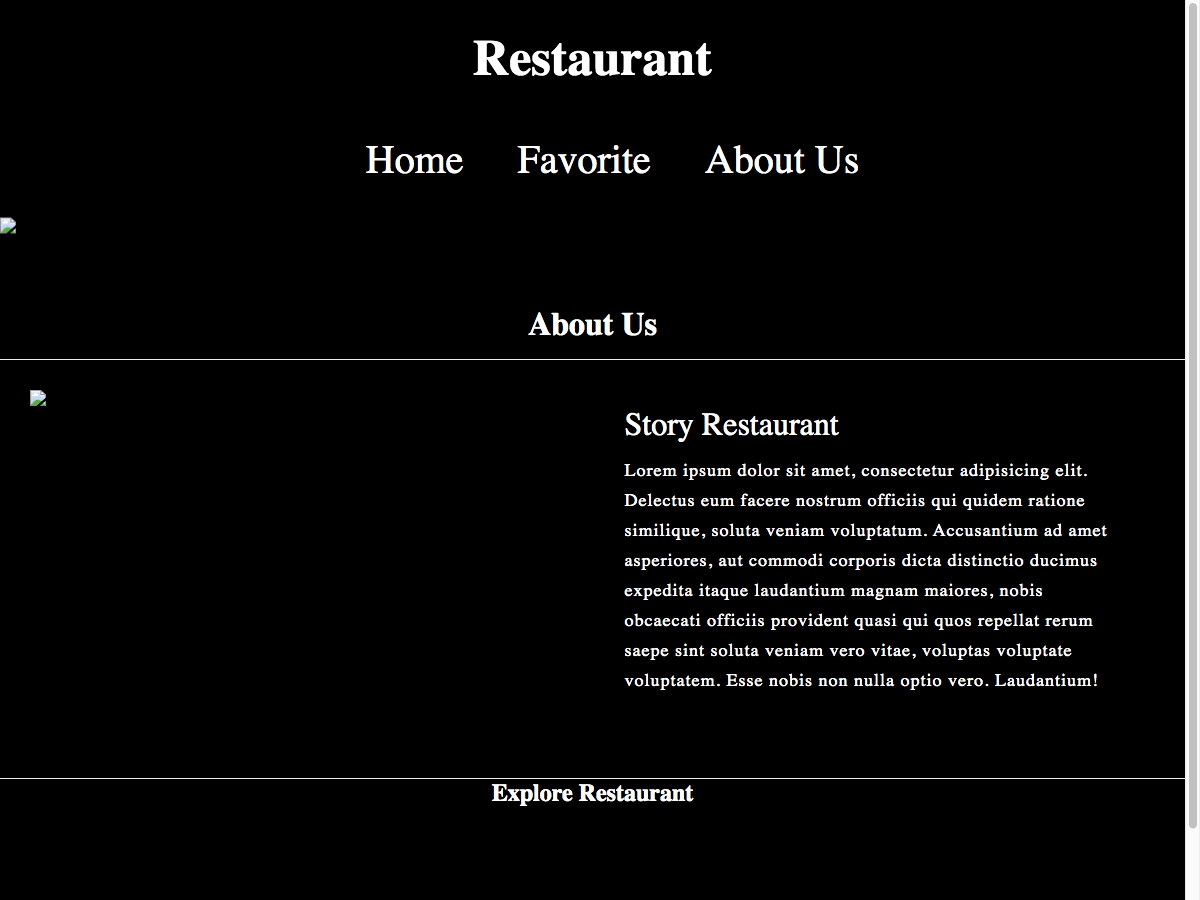 Restaurant
Home Favorite About Us
About Us
Story Restaurant
Lorem ipsum dolor sit amet, consectetur adipisicing elit.
Delectus eum facere nostrum officiis qui quidem ratione
similique, soluta veniam voluptatum. Accusantium ad amet
asperiores, aut commodi corporis dicta distinctio ducimus
expedita itaque laudantium magnam maiores, nobis
obcaecati officiis provident quasi qui quos repellat rerum
saepe sint soluta veniam vero vitae, voluptas voluptate
voluptatem. Esse nobis non nulla optio vero. Laudantium!
Explore Restaurant